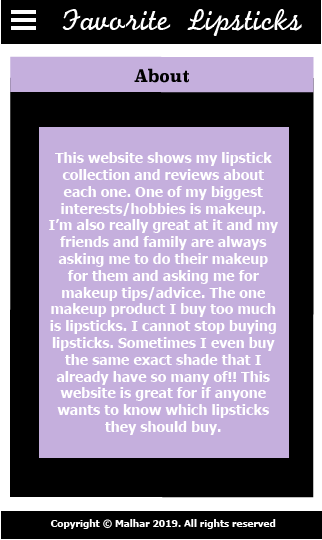 Favorite Lipsticks
About
This website shows my lipstick
collection and reviews about
each one. One of my biggest
interests/hobbies is makeup.
I'm also really great at it and my
friends and family are always
asking me to do their makeup
for them and asking me for
makeup tips/advice. The one
makeup product I buy too much
is lipsticks. I cannot stop buying
lipsticks. Sometimes I even buy
the same exact shade that I
already have so many of!! This
website is great for if anyone
wants to know which lipsticks
they should buy.
Copyright © Malhar 2019. All rights reserved